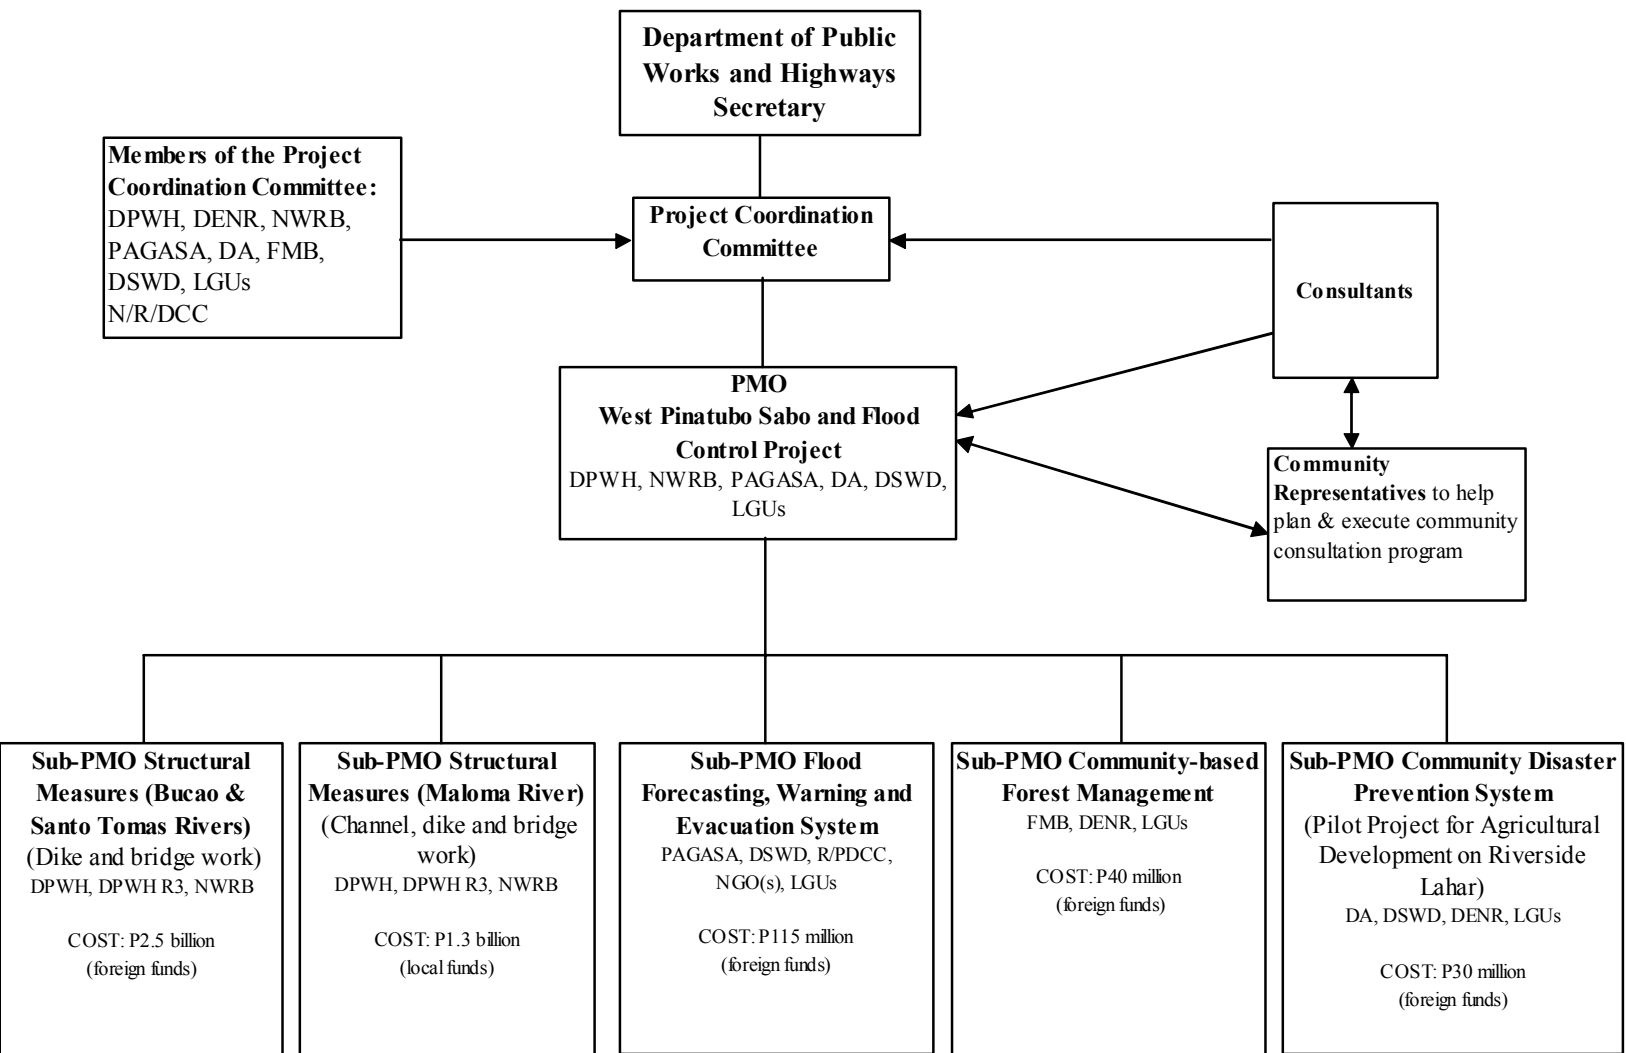 Department of Public
Works and Highways
Secretary
Members of the Project
Coordination Committee:
DPWH, DENR, NWRB,
PAGASA, DA, FMB,
DSWD, LGUs
N/R/DCC
Project Coordination
Committee
Consultants
PMO
West Pinatubo Sabo and Flood
Control Project
DPWH, NWRB, PAGASA, DA, DSWD,
LGUs
Community
Representatives to help
plan & execute community
consultation program
Sub-PMO Structural
Measures (Bucao &
Santo Tomas Rivers)
(Dike and bridge work)
DPWH, DPWH R3, NWRB
COST: P2.5 billion
(foreign funds)
Sub-PMO Structural
Measures (Maloma River)
(Channel, dike and bridge
work)
DPWH, DPWH R3, NWRB
COST: P1.3 billion
(local funds)
Sub-PMO Flood
Forecasting, Warning and
Evacuation System
PAGASA, DSWD, R/PDCC,
NGO(s), LGUs
COST: P115 million
(foreign funds)
Sub-PMO Community-based
Forest Management
FMB, DENR, LGUs
COST: P40 million
(foreign funds)
Sub-PMO Community Disaster
Prevention System
(Pilot Project for Agricultural
Development on Riverside
Lahar)
DA, DSWD, DENR, LGUs
COST: P30 million
(foreign funds)